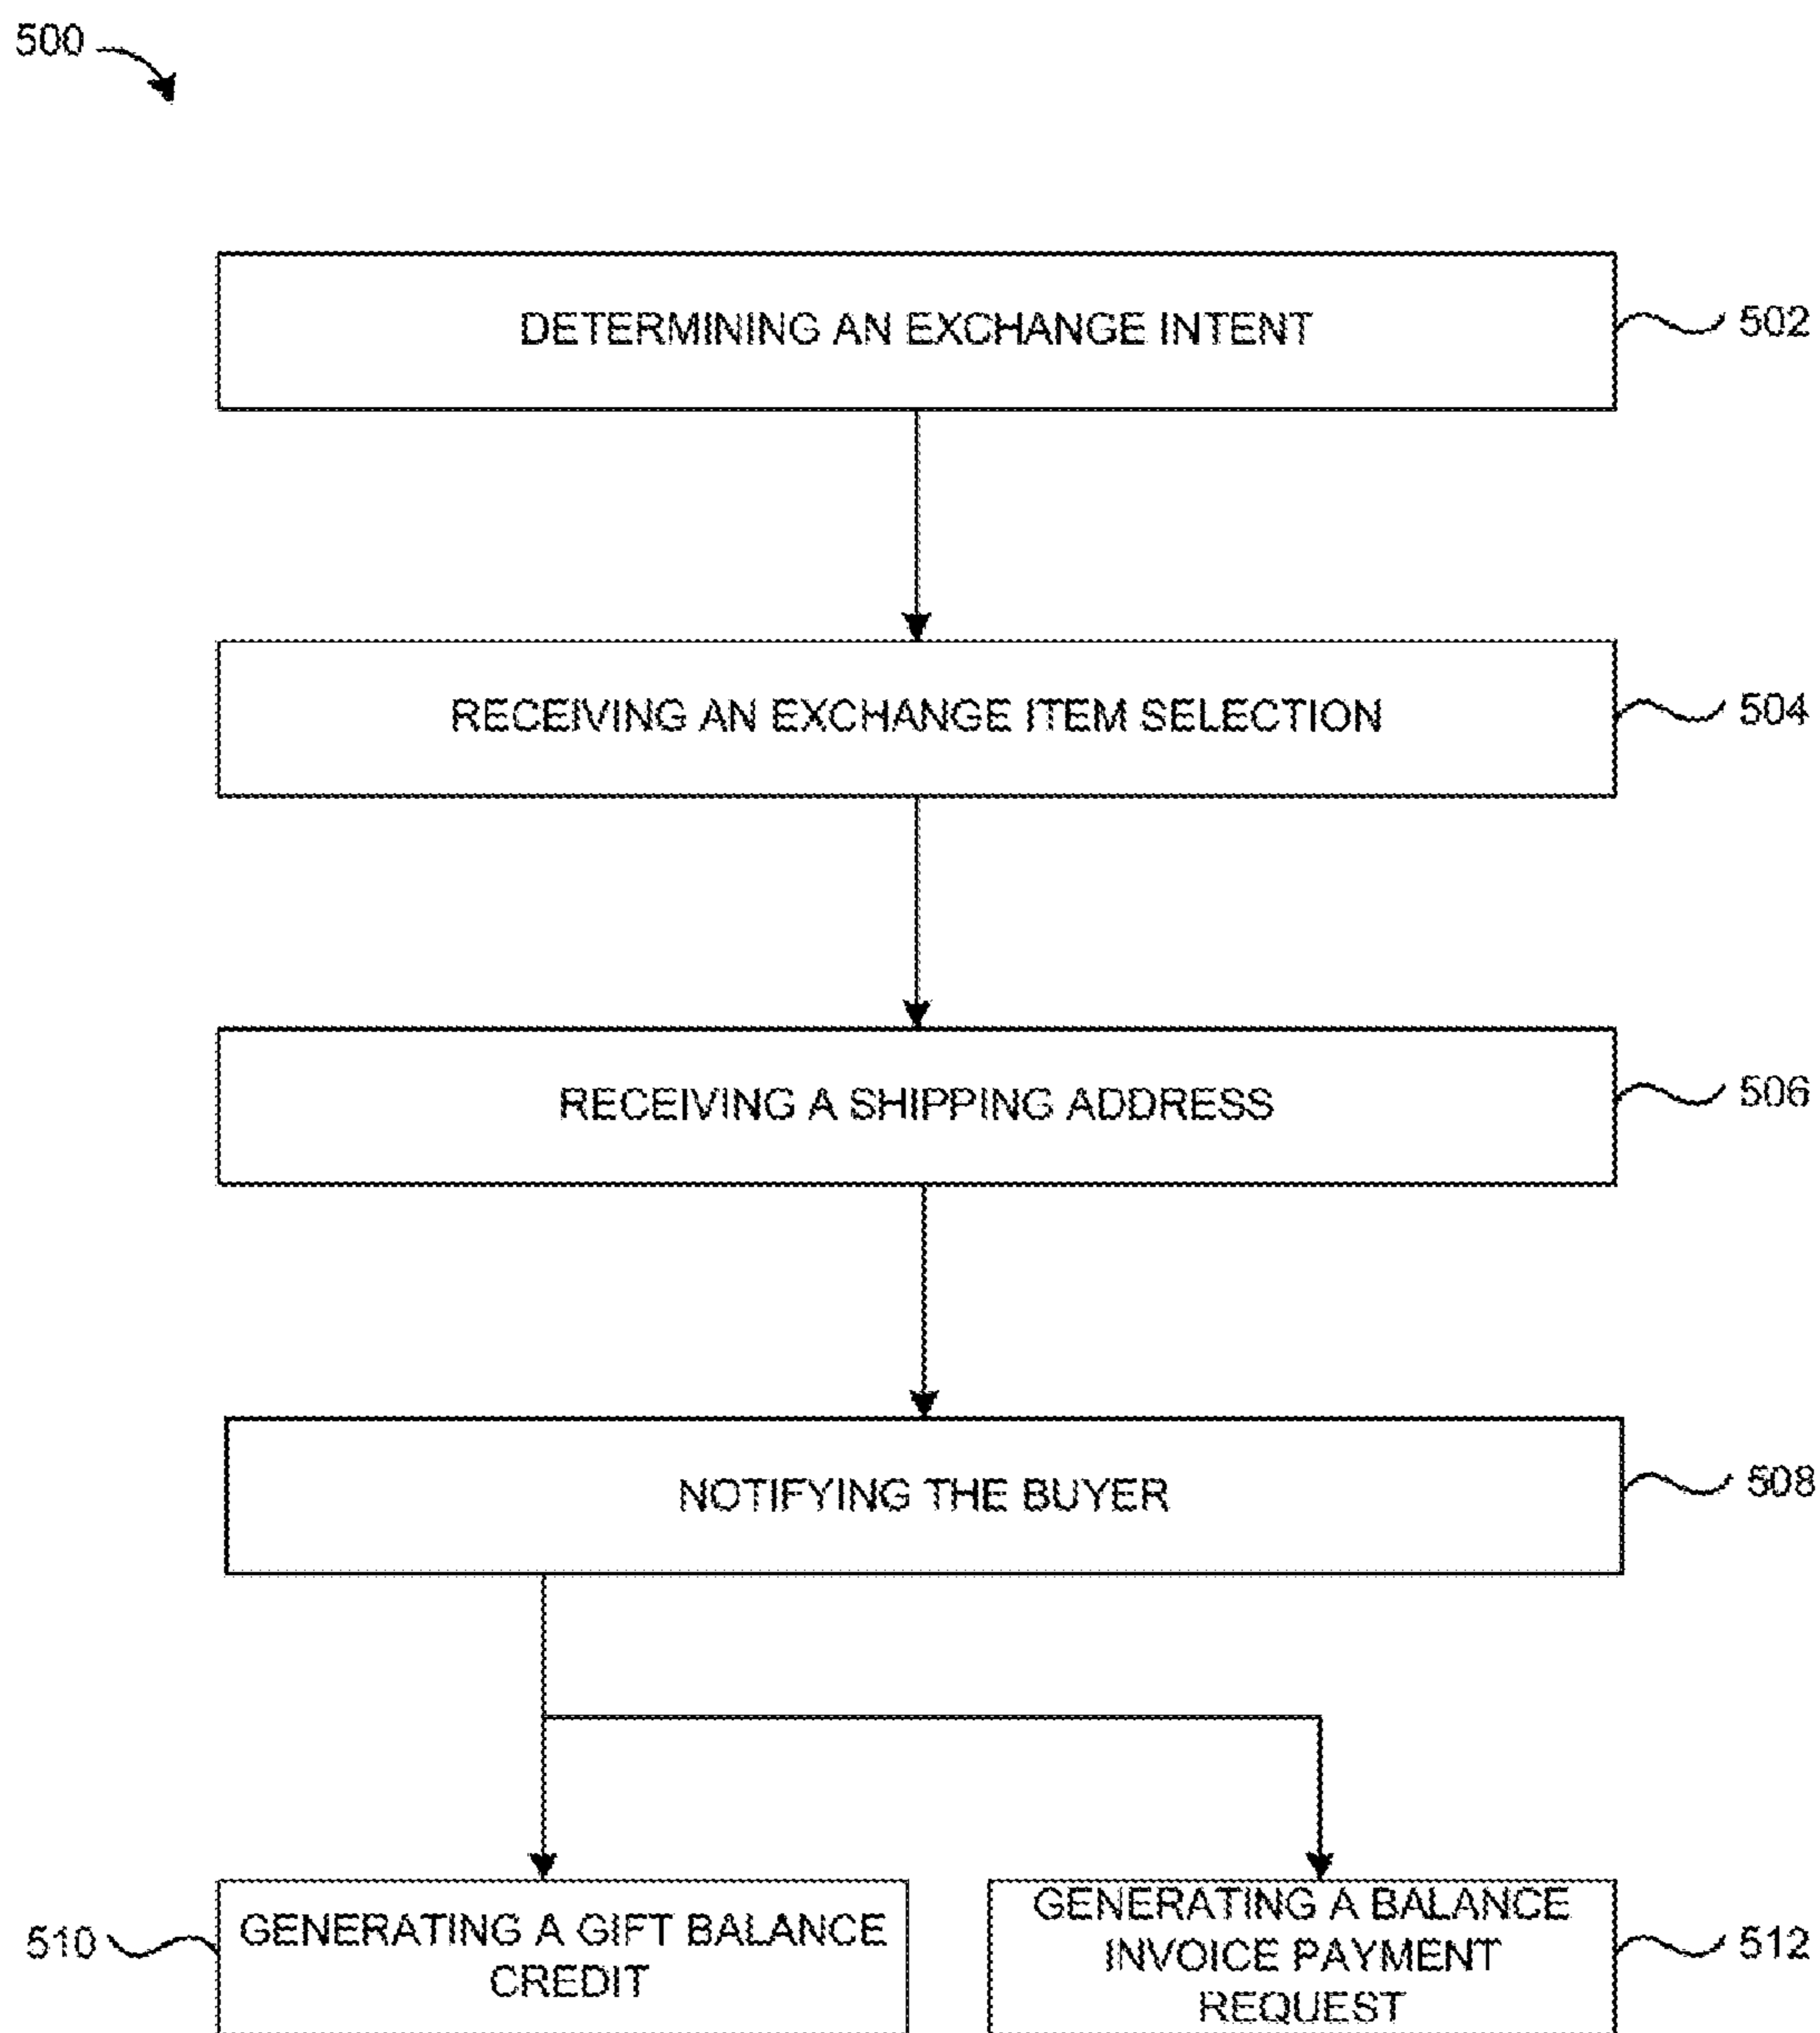 500
DETERMINING AN EXCHANGE INTENT
502
RECEIVING AN EXCHANGE ITEM SELECTION
504
RECEIVING A SHIPPING ADDRESS
506
NOTIFYING THE BUYER
508
510
GENERATING A GIFT BALANCE
CREDIT
GENERATING A BALANCE
INVOICE PAYMENT
REQUEST
512